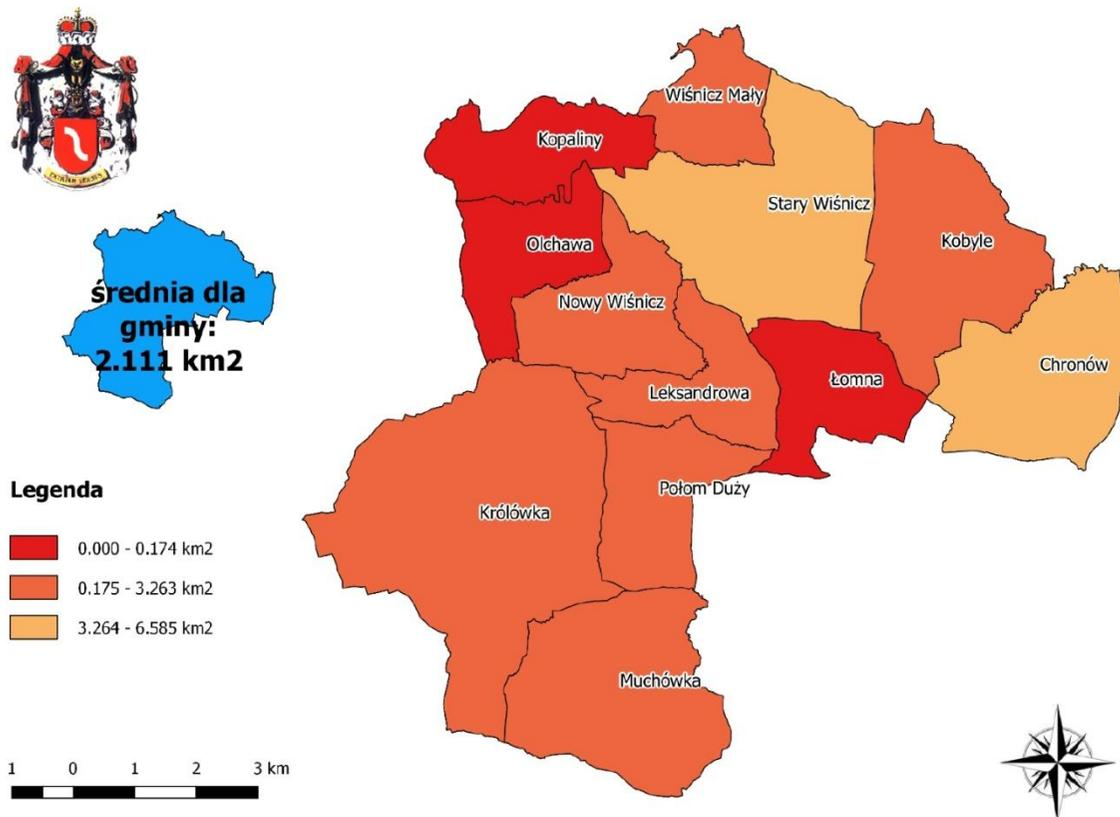 Wiśnicz Mały
Kopaliny
Stary Wiśnicz
Olchawa
Kobyle
Nowy Wiśnicz
średnia dla
gminy:
2.111 km2
Chronów
Łomna
Leksandrowa
Legenda
Połom Duży
Królówka
0.000 - 0.174 km2
0.175 - 3.263 km2
3.264 - 6.585 km2
Muchówka
1 0 1 2 3 km